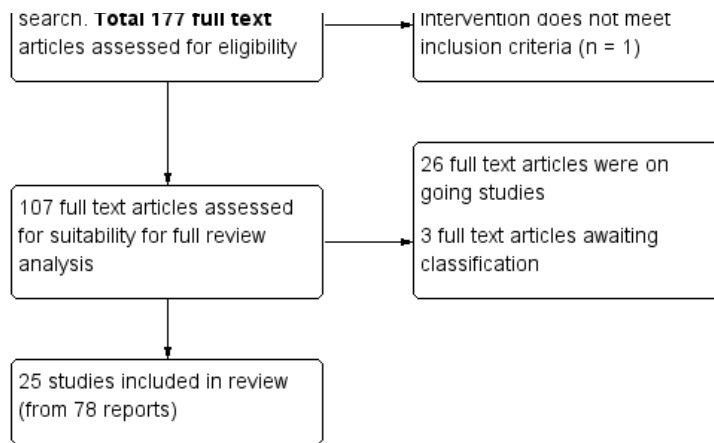 search. Total 177 full text
articles assessed for eligibility
Intervention does not meet
inclusion criteria (n = 1)
107 full text articles assessed
for suitability for full review
analysis
26 full text articles were on
going studies
3 full text articles awaiting
classification
25 studies included in review
(from 78 reports)